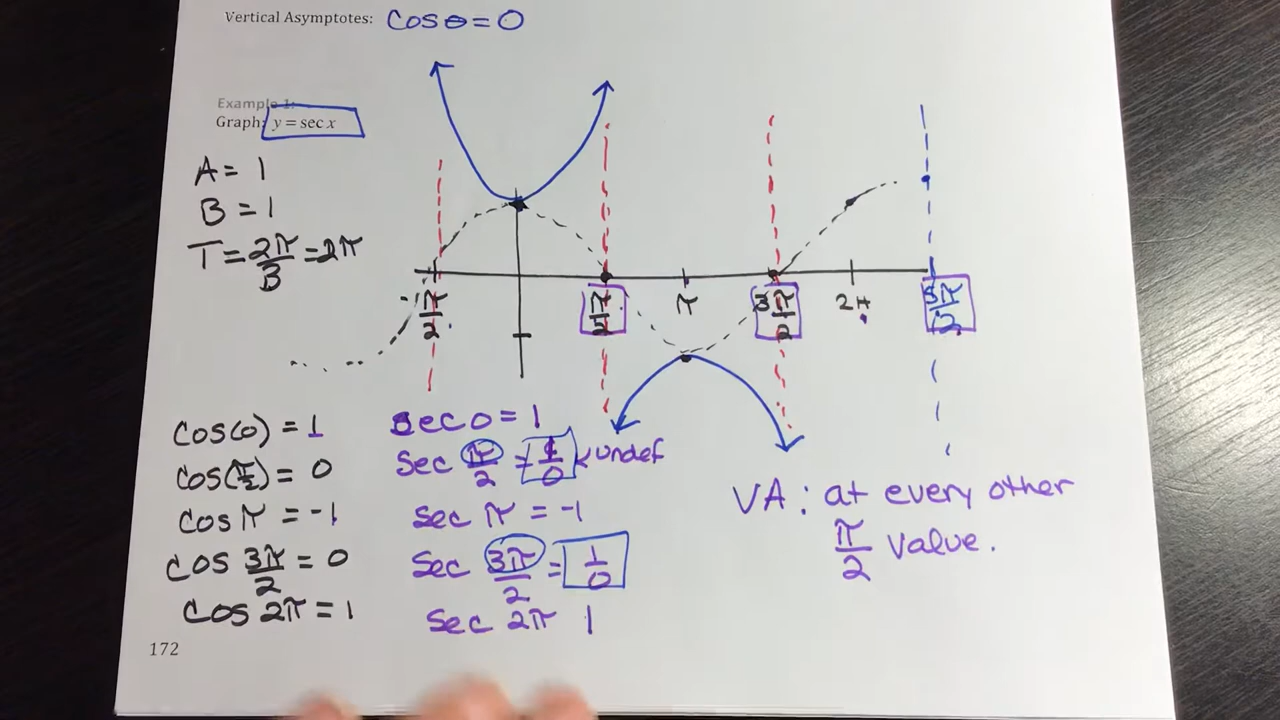 Vertical Asymptotes: cos θ = 0
Example 1:
Graph: y = sec x
A = 1
B = 1
T = 2π/B = 2π
-π/2
π/2
π
3π/2
2π
5π/2
cos(0) = 1
sec 0 = 1
cos(π/2) = 0
sec π/2 = 1/0 undef
cos π = -1
sec π = -1
cos 3π/2 = 0
sec 3π/2 = 1/0
cos 2π = 1
sec 2π 1
VA: at every other
π/2 value.
172